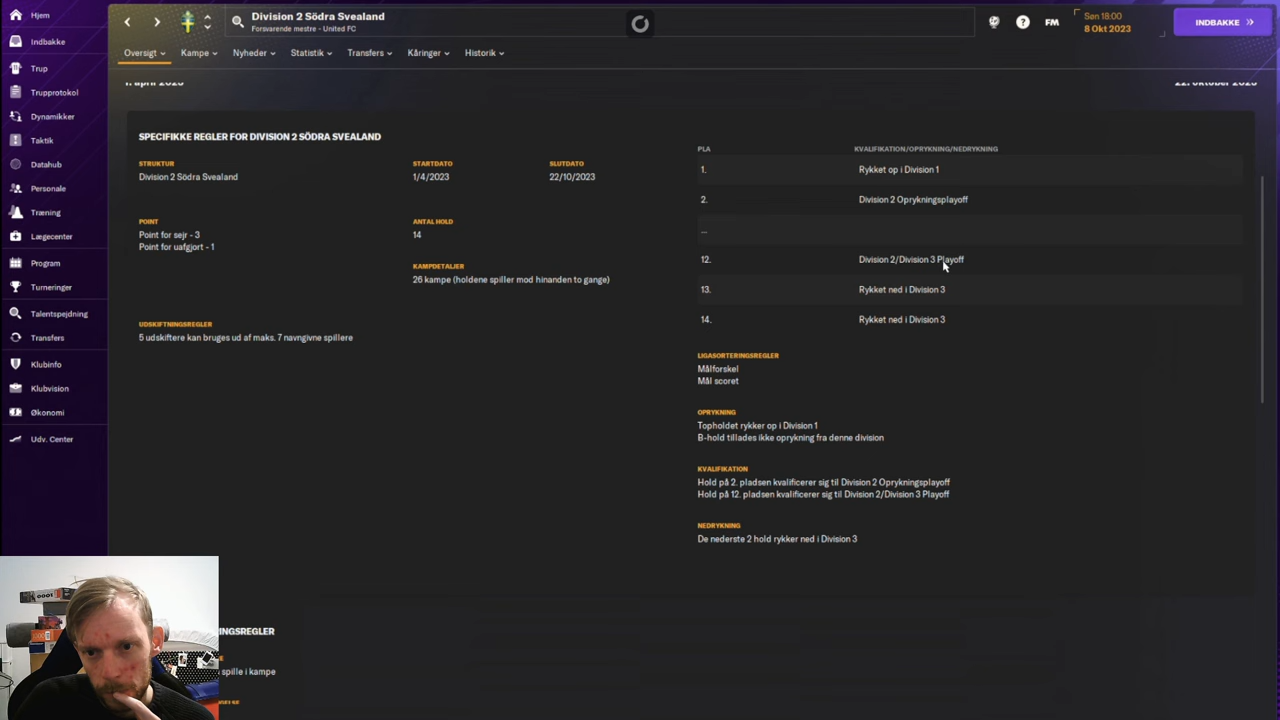 Hjem
Indbakke
Trup
Trupprotokol
Dynamikker
Taktik
Datahub
Personale
Træning
Lægecenter
Program
Turneringer
Talentspejdning
Transfers
Klubinfo
Klubvision
Økonomi
Udv. Center
Division 2 Södra Svealand
Forsvarende mestre - United FC
FM
Søn 18:00
8 Okt 2023
INDBAKKE
Oversigt
Kampe
Nyheder
Statistik
Transfers
Kåringer
Historik
1. april 2023
22. oktober 2023
SPECIFIKKE REGLER FOR DIVISION 2 SÖDRA SVEALAND
STRUKTUR
Division 2 Södra Svealand
STARTDATO
1/4/2023
SLUTDATO
22/10/2023
POINT
Point for sejr - 3
Point for uafgjort - 1
ANTAL HOLD
14
KAMPDETALJER
26 kampe (holdene spiller mod hinanden to gange)
UDSKIFTNINGSREGLER
5 udskiftere kan bruges ud af maks. 7 navngivne spillere
PLA
KVALIFIKATION/OPRYKNING/NEDRYKNING
1. Rykket op i Division 1
2. Division 2 Oprykningsplayoff
...
12. Division 2/Division 3 Playoff
13. Rykket ned i Division 3
14. Rykket ned i Division 3
LIGASORTERINGSREGLER
Målforskel
Mål scoret
OPRYKNING
Topholdet rykker op i Division 1
B-hold tillades ikke oprykning fra denne division
KVALIFIKATION
Hold på 2. pladsen kvalificerer sig til Division 2 Oprykningsplayoff
Hold på 12. pladsen kvalificerer sig til Division 2/Division 3 Playoff
NEDRYKNING
De nederste 2 hold rykker ned i Division 3
INGSREGLER
spille i kampe